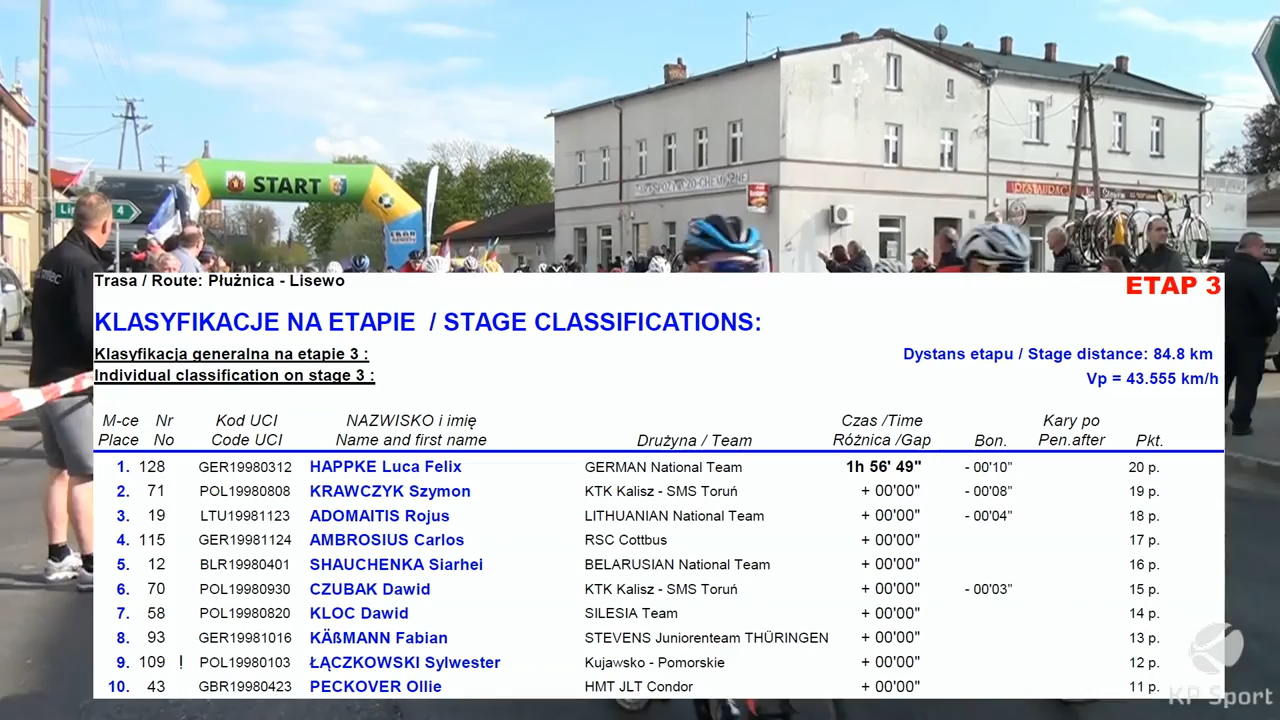 START
4
Trasa / Route: Płużnica - Lisewo
ETAP 3
KLASYFIKACJE NA ETAPIE / STAGE CLASSIFICATIONS:
Klasyfikacja generalna na etapie 3 :
Dystans etapu / Stage distance: 84.8 km
Individual classification on stage 3 :
Vp = 43.555 km/h
M-ce Nr Kod UCI NAZWISKO i imię Czas /Time Kary po
Place No Code UCI Name and first name Drużyna / Team Różnica /Gap Bon. Pen.after Pkt.
1. 128 GER19980312 HAPPKE Luca Felix GERMAN National Team 1h 56' 49" - 00'10" 20 p.
2. 71 POL19980808 KRAWCZYK Szymon KTK Kalisz - SMS Toruń + 00'00" - 00'08" 19 p.
3. 19 LTU19981123 ADOMAITIS Rojus LITHUANIAN National Team + 00'00" - 00'04" 18 p.
4. 115 GER19981124 AMBROSIUS Carlos RSC Cottbus + 00'00" 17 p.
5. 12 BLR19980401 SHAUCHENKA Siarhei BELARUSIAN National Team + 00'00" 16 p.
6. 70 POL19980930 CZUBAK Dawid KTK Kalisz - SMS Toruń + 00'00" - 00'03" 15 p.
7. 58 POL19980820 KLOC Dawid SILESIA Team + 00'00" 14 p.
8. 93 GER19981016 KÄßMANN Fabian STEVENS Juniorenteam THÜRINGEN + 00'00" 13 p.
9. 109 ! POL19980103 ŁĄCZKOWSKI Sylwester Kujawsko - Pomorskie + 00'00" 12 p.
10. 43 GBR19980423 PECKOVER Ollie HMT JLT Condor + 00'00" 11 p.
KP Sport